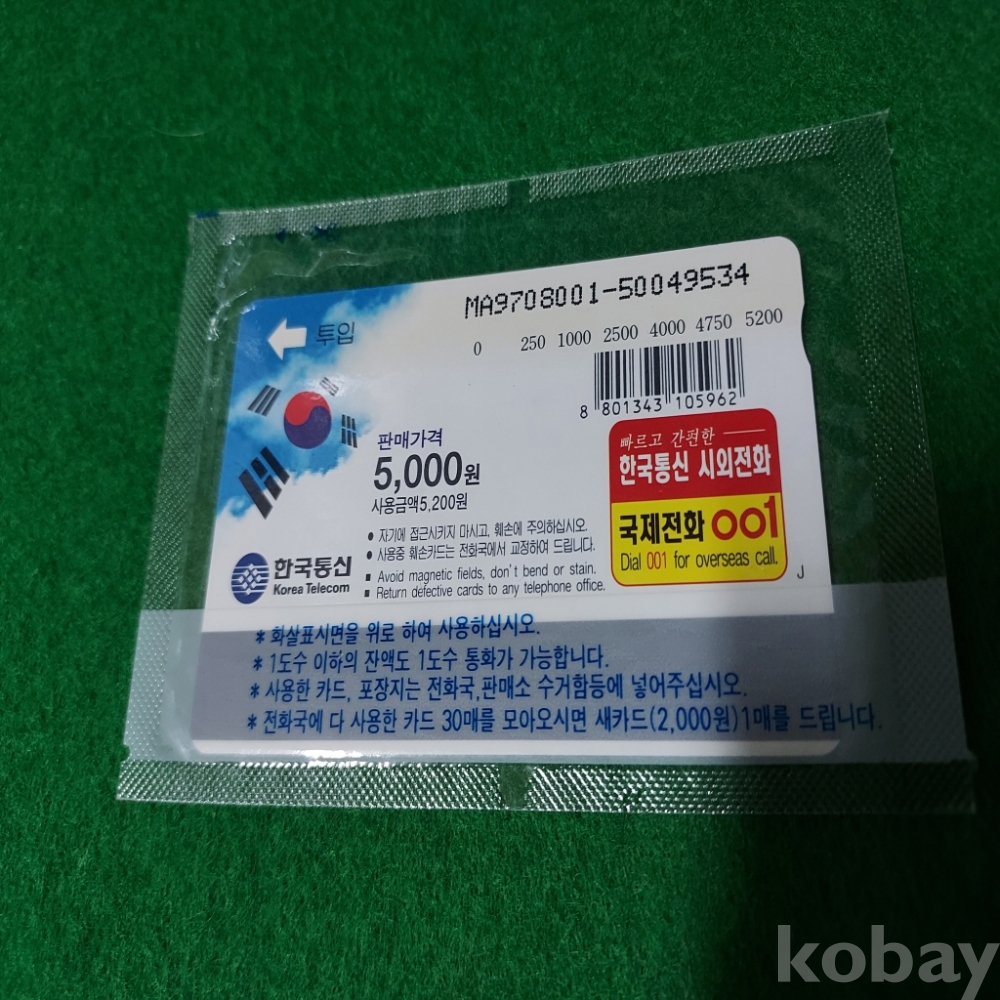 MA9708001-50049534
투입
0 250 1000 2500 4000 4750 5200
8 801343 105962
판매가격
5,000원
사용금액5,200원
빠르고 간편한
한국통신 시외전화
국제전화 001
Dial 001 for overseas call.
• 자기에 접근시키지 마시고, 훼손에 주의하십시오.
• 사용중 훼손카드는 전화국에서 교정하여 드립니다.
■ Avoid magnetic fields, don't bend or stain.
■ Return defective cards to any telephone office.
J
한국통신
Korea Telecom
* 화살표시면을 위로 하여 사용하십시오.
* 1도수 이하의 잔액도 1도수 통화가 가능합니다.
* 사용한 카드, 포장지는 전화국,판매소 수거함등에 넣어주십시오.
* 전화국에 다 사용한 카드 30매를 모아오시면 새카드(2,000원)1매를 드립니다.
kobay